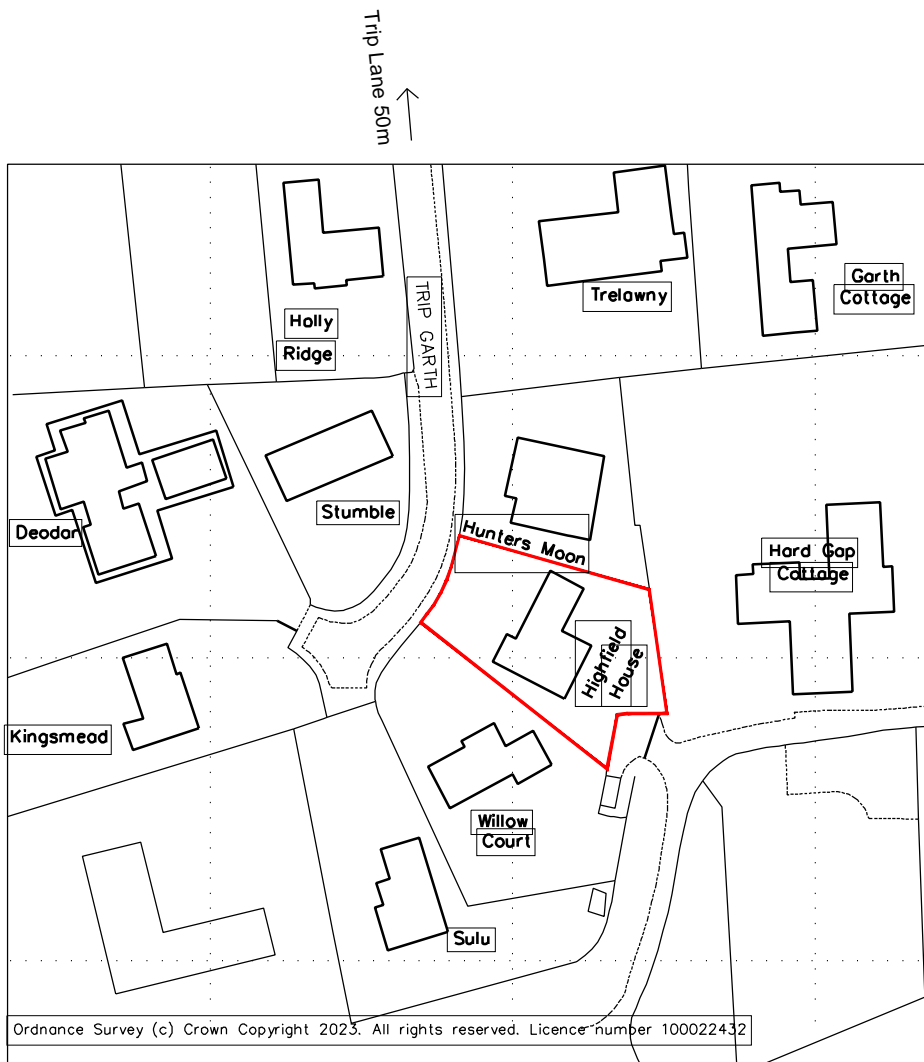 Trip Lane 50m
Garth
Cottage
Trelawny
Holly
Ridge
TRIP GARTH
Stumble
Deodar
Hunters Moon
Hard Gap
Cottage
Highfield
House
Kingsmead
Willow
Court
Sulu
Ordnance Survey (c) Crown Copyright 2023. All rights reserved. Licence number 100022432